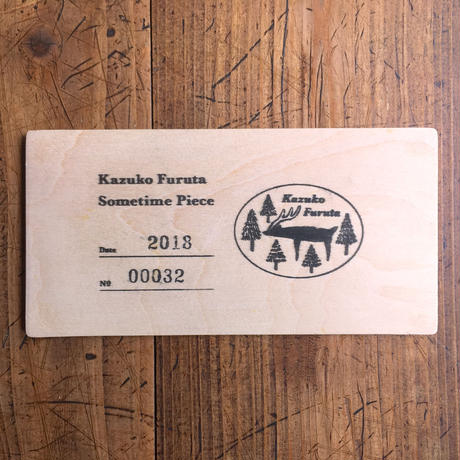 Kazuko Furuta
Sometime Piece
Date 2018
№ 00032
Kazuko
Furuta